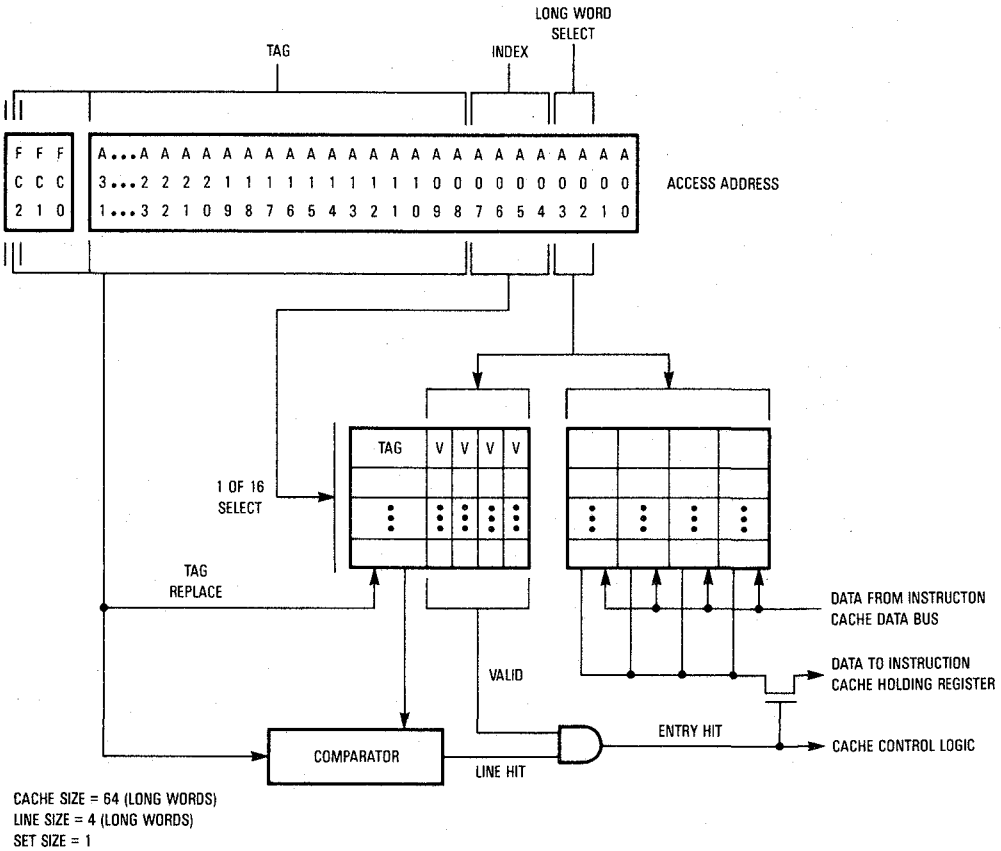 LONG WORD
SELECT
TAG
INDEX
F F F
C C C
2 1 0
A•••A A A A A A A A A A A A A A A A A A A A A A A A
3•••2 2 2 2 1 1 1 1 1 1 1 1 1 1 0 0 0 0 0 0 0 0 0 0
1•••3 2 1 0 9 8 7 6 5 4 3 2 1 0 9 8 7 6 5 4 3 2 1 0
ACCESS ADDRESS
1 OF 16
SELECT
TAG V V V V
TAG
REPLACE
DATA FROM INSTRUCTON
CACHE DATA BUS
DATA TO INSTRUCTION
CACHE HOLDING REGISTER
VALID
ENTRY HIT
CACHE CONTROL LOGIC
COMPARATOR
LINE HIT
CACHE SIZE = 64 (LONG WORDS)
LINE SIZE = 4 (LONG WORDS)
SET SIZE = 1